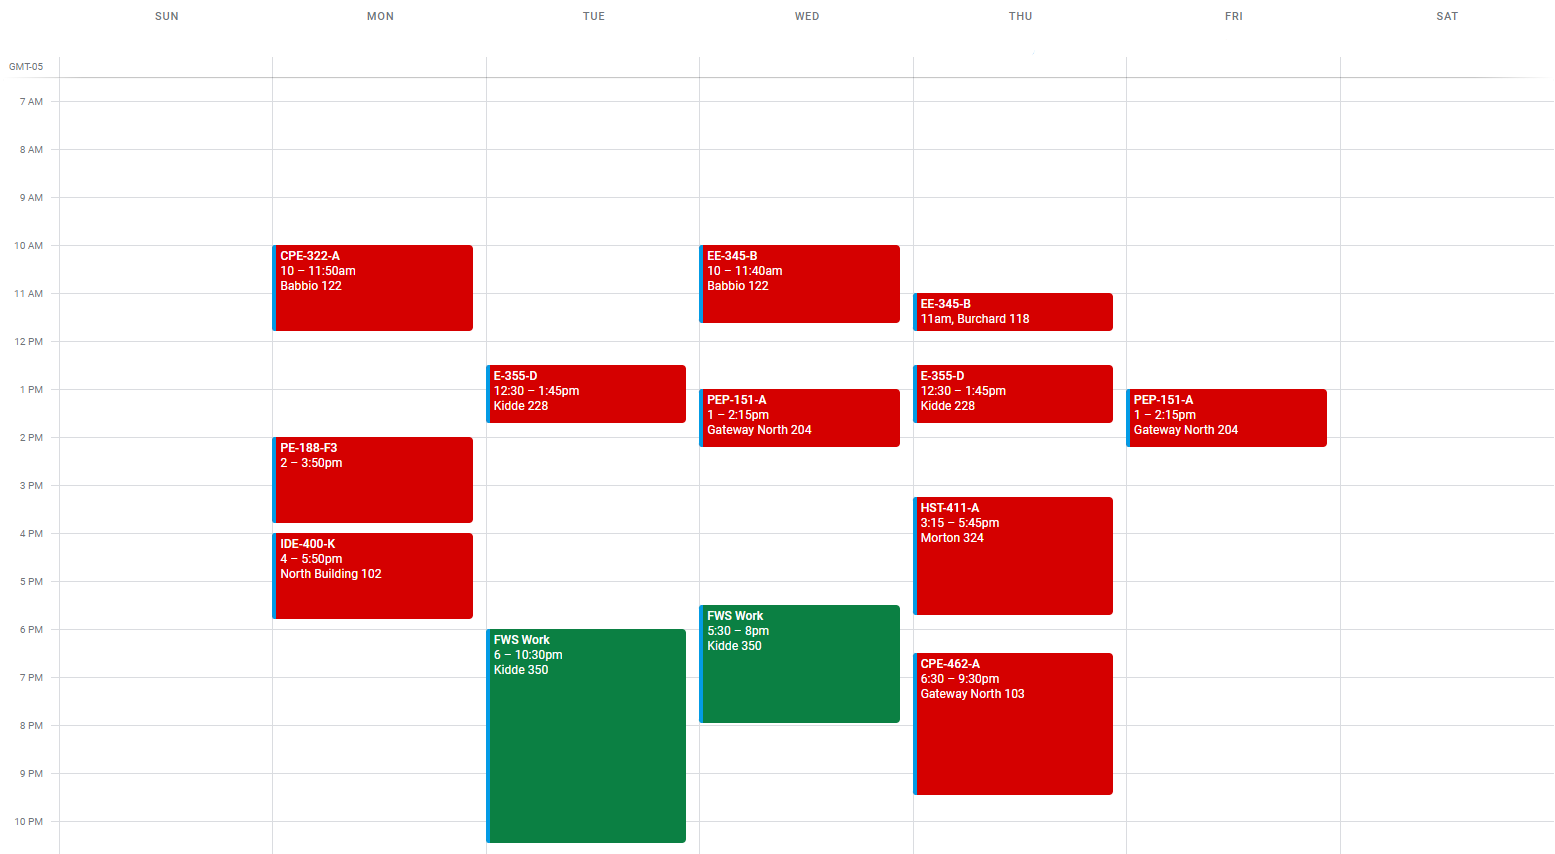 SUN MON TUE WED THU FRI SAT
GMT-05
7 AM
8 AM
9 AM
10 AM
11 AM
12 PM
1 PM
2 PM
3 PM
4 PM
5 PM
6 PM
7 PM
8 PM
9 PM
10 PM
CPE-322-A
10 – 11:50am
Babbio 122
PE-188-F3
2 – 3:50pm
IDE-400-K
4 – 5:50pm
North Building 102
E-355-D
12:30 – 1:45pm
Kidde 228
FWS Work
6 – 10:30pm
Kidde 350
EE-345-B
10 – 11:40am
Babbio 122
PEP-151-A
1 – 2:15pm
Gateway North 204
FWS Work
5:30 – 8pm
Kidde 350
EE-345-B
11am, Burchard 118
E-355-D
12:30 – 1:45pm
Kidde 228
HST-411-A
3:15 – 5:45pm
Morton 324
CPE-462-A
6:30 – 9:30pm
Gateway North 103
PEP-151-A
1 – 2:15pm
Gateway North 204